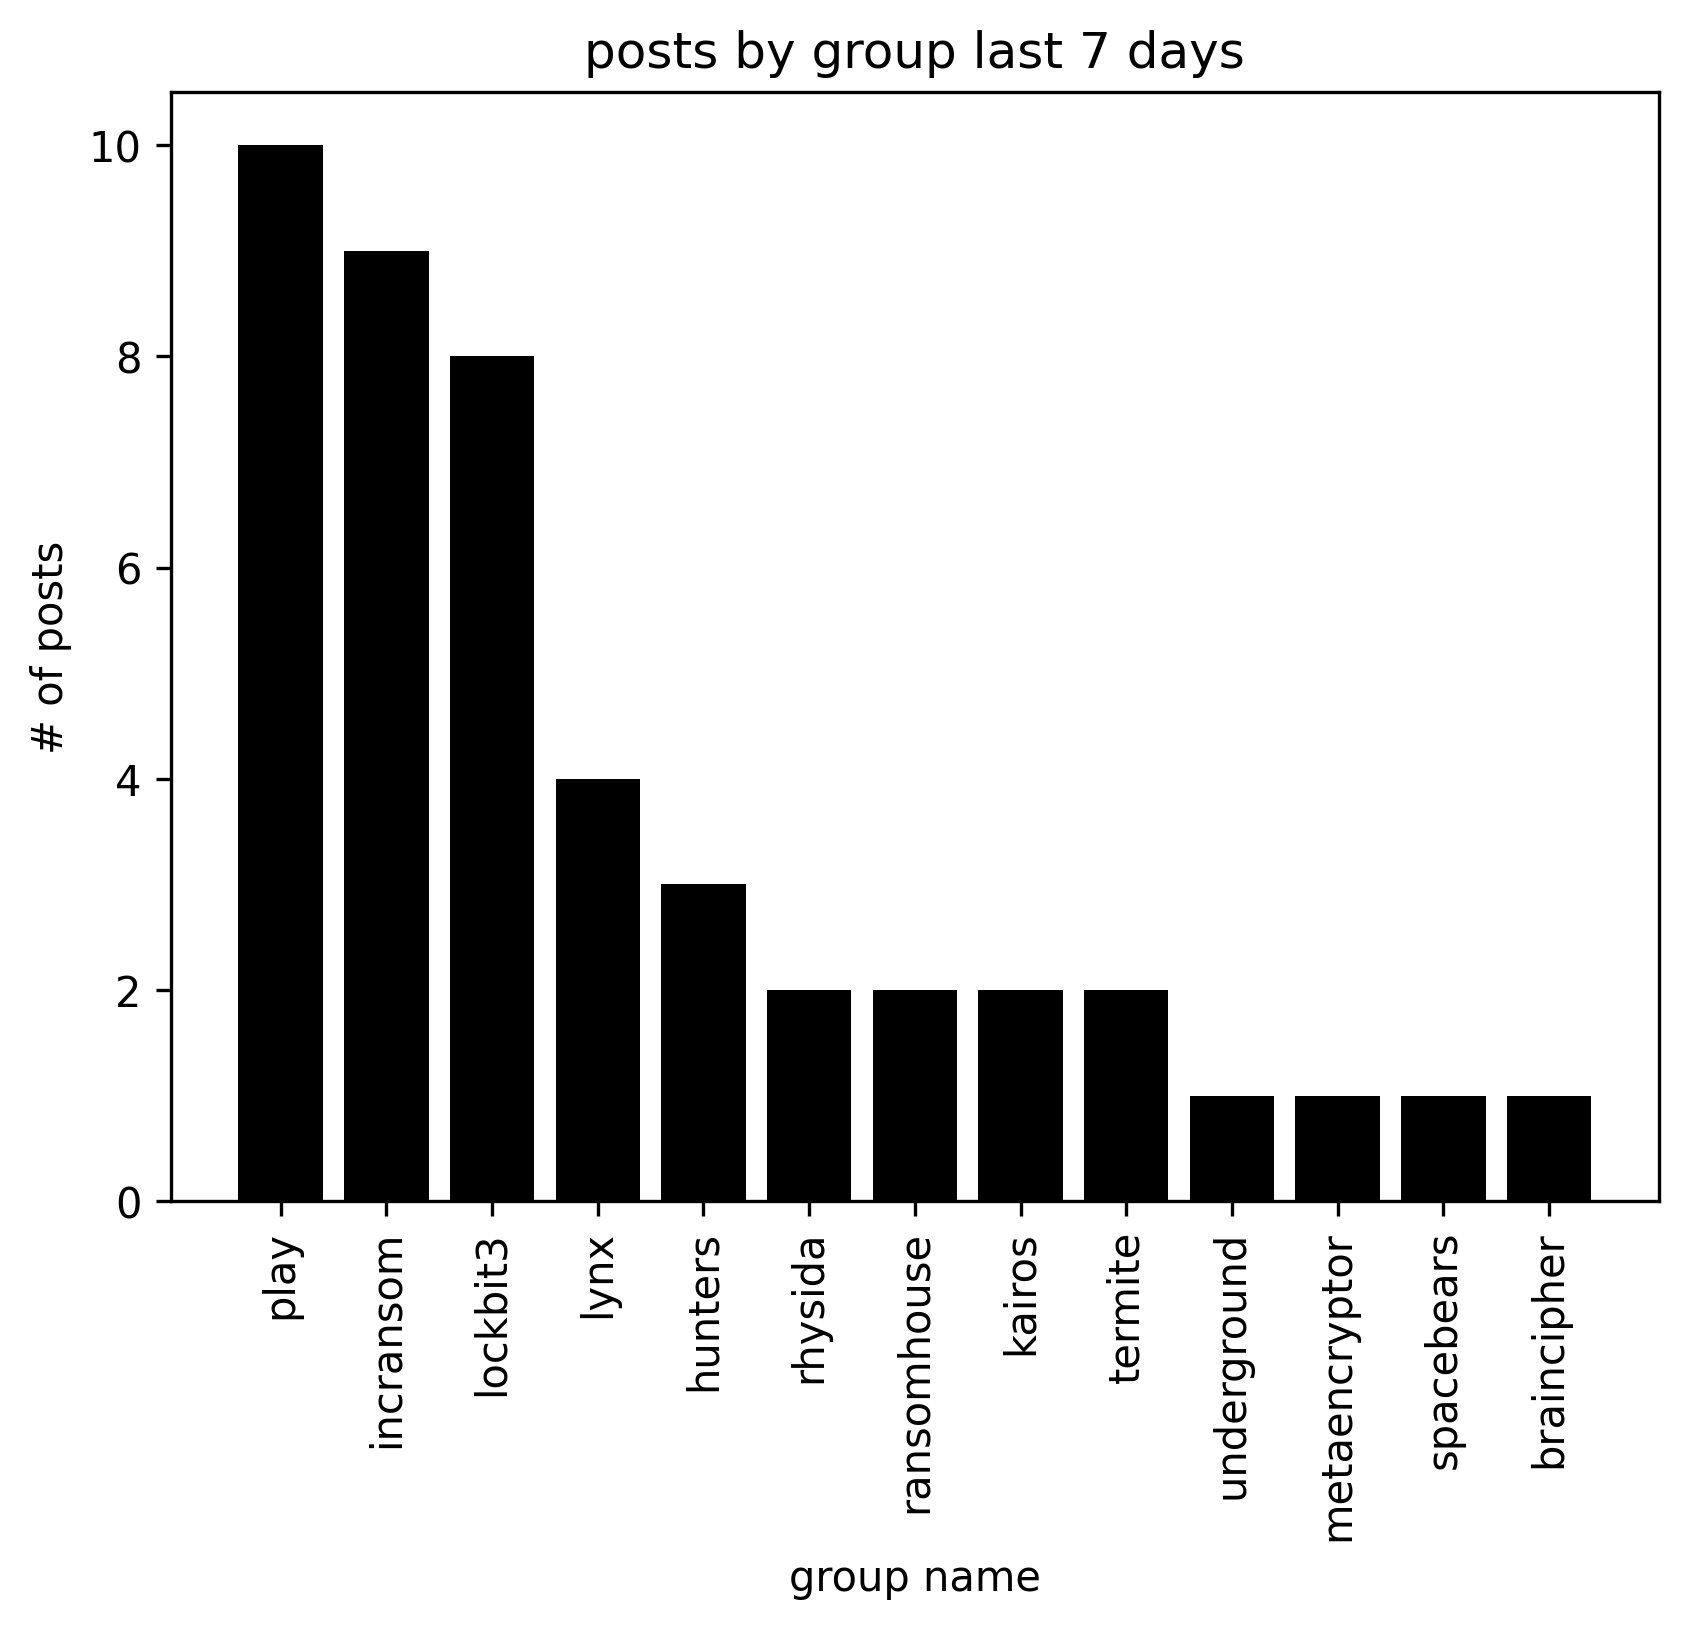 posts by group last 7 days
# of posts
10
8
6
4
2
0
play
incransom
lockbit3
lynx
hunters
rhysida
ransomhouse
kairos
termite
underground
metaencryptor
spacebears
braincipher
group name